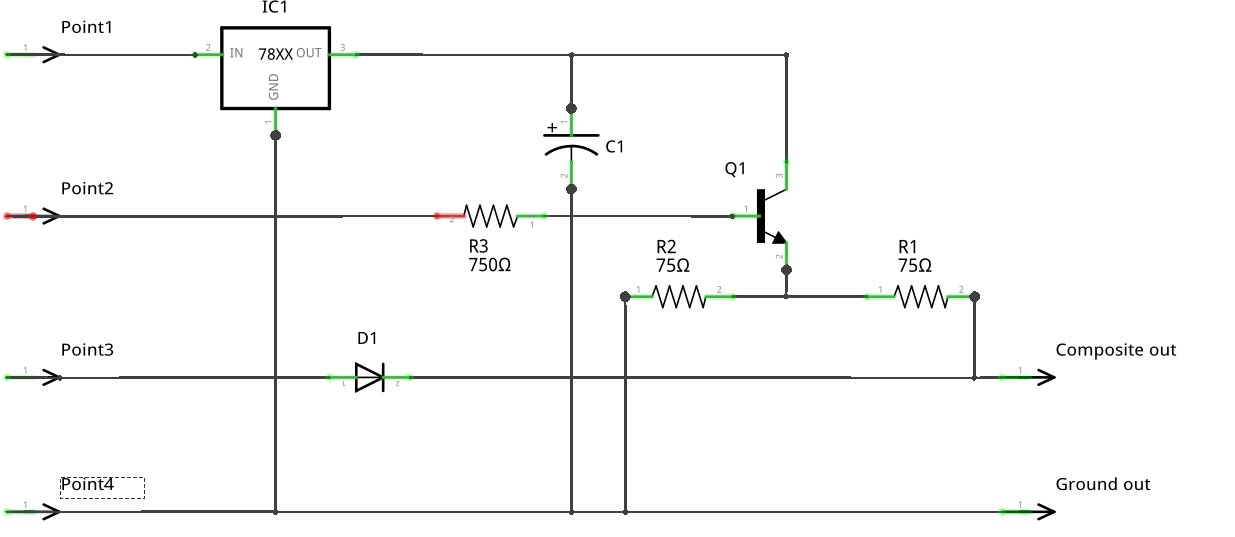 IC1
Point1
1
2
IN
78XX
OUT
3
GND
1
1
+
C1
2
Point2
1
2
1
R3
750Ω
Q1
3
1
2
R2
75Ω
1
2
R1
75Ω
1
2
Point3
1
D1
1
2
Composite out
1
Point4
1
Ground out
1